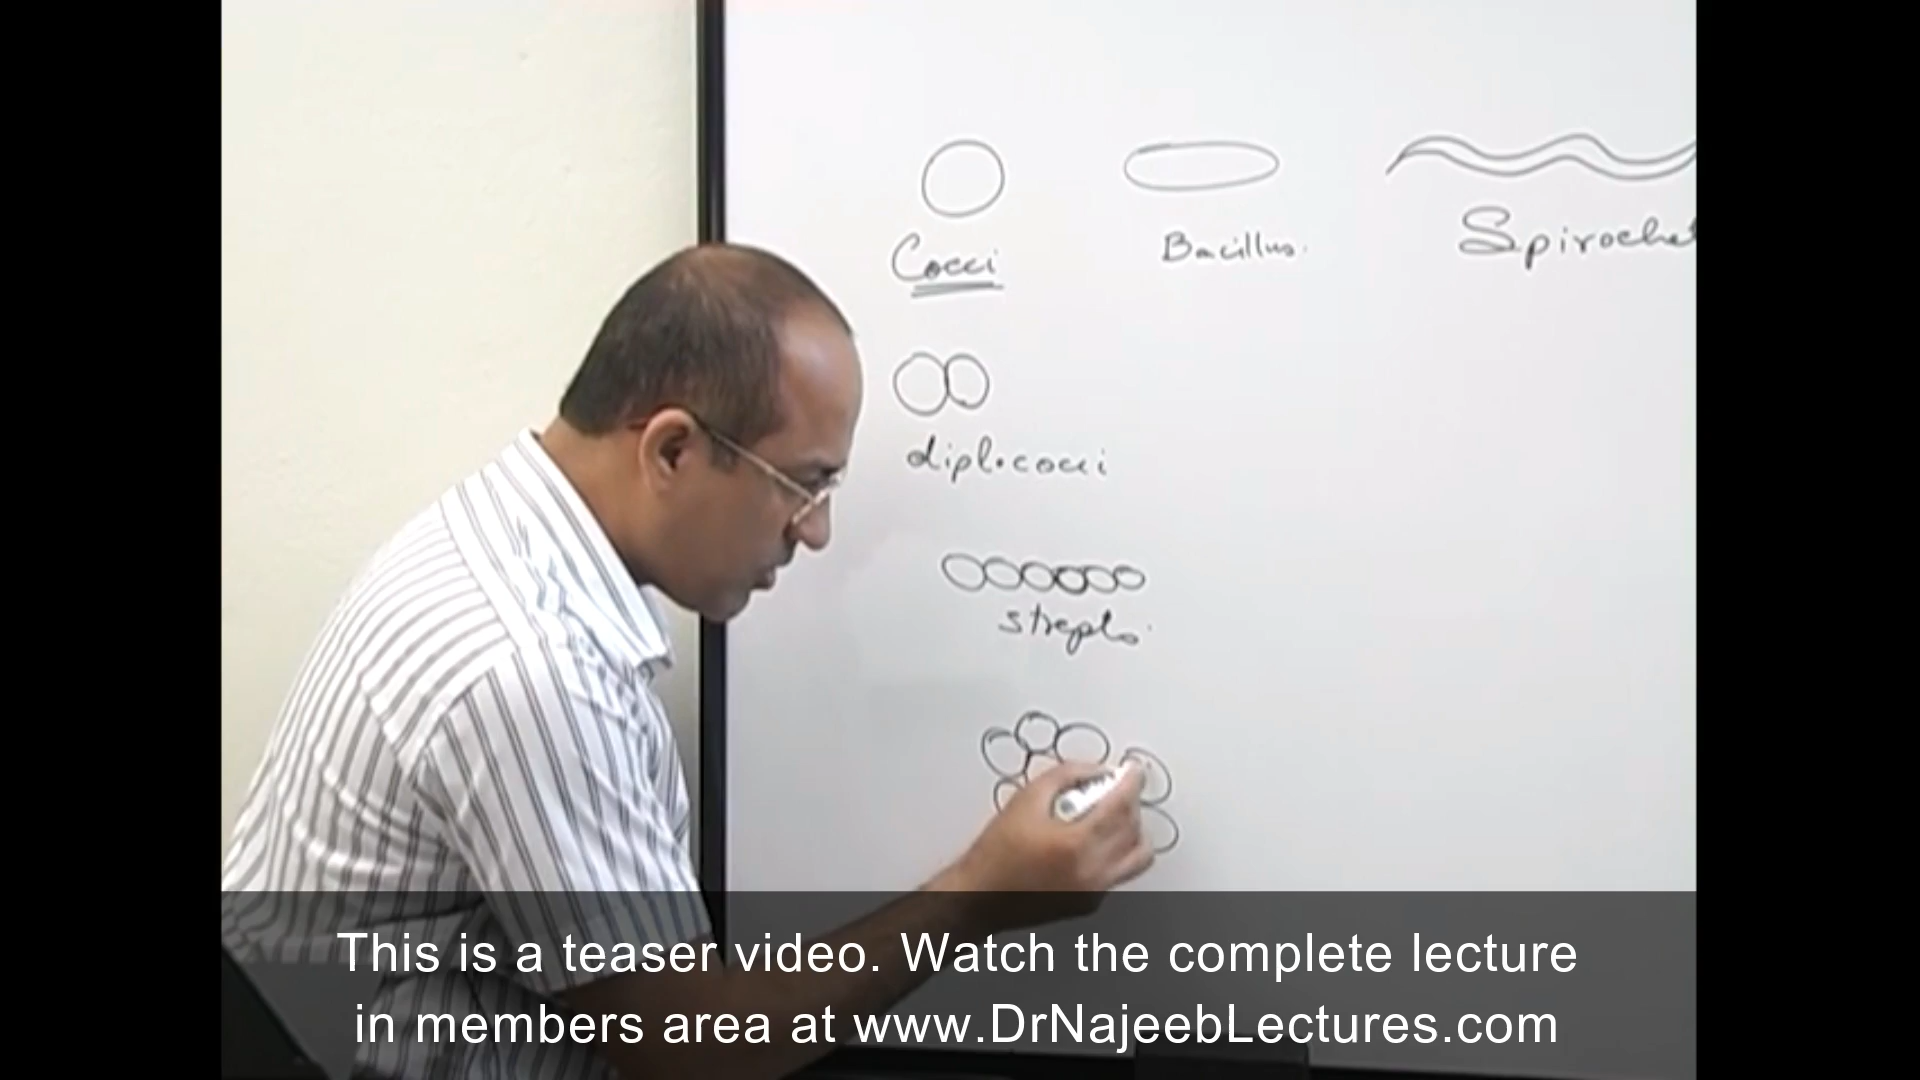 Cocci
Bacillus.
Spirochet
diplococci
strepto.
This is a teaser video. Watch the complete lecture
in members area at www.DrNajeebLectures.com